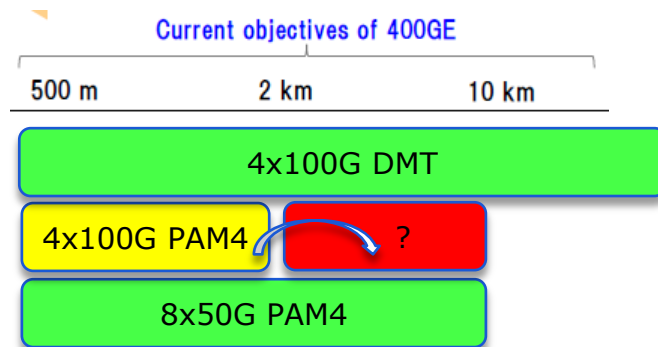 Current objectives of 400GE
500 m 2 km 10 km
4x100G DMT
4x100G PAM4 ?
8x50G PAM4